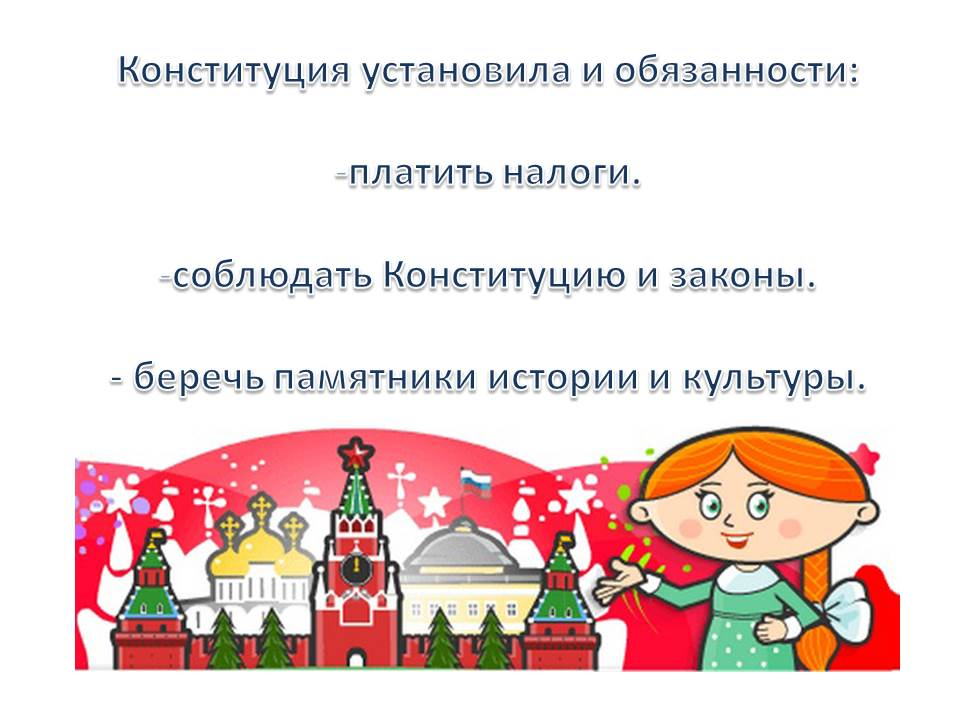 Конституция установила и обязанности:
-платить налоги.
-соблюдать Конституцию и законы.
- беречь памятники истории и культуры.